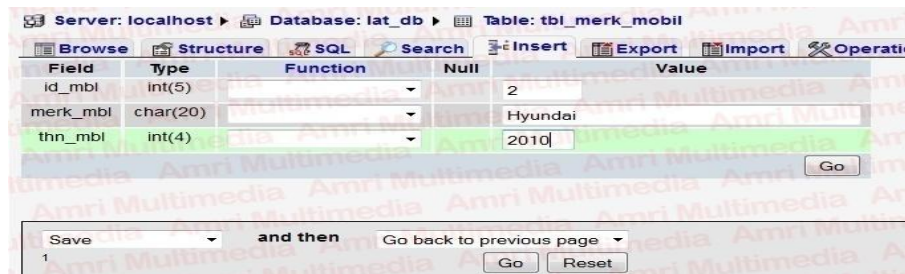 Server: localhost Database: lat_db Table: tbl_merk_mobil
Browse Structure SQL Search Insert Export Import Operati
Field Type Function Null Value
id_mbl int(5) 2
merk_mbl char(20) Hyundai
thn_mbl int(4) 2010
Go
Save and then Go back to previous page
1
Go Reset
Amri Multimedia